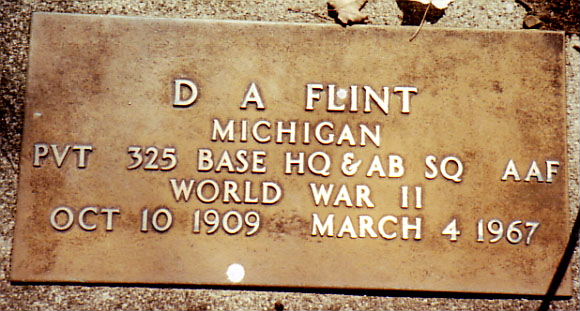 D A FLINT
MICHIGAN
PVT 325 BASE HQ & AB SQ AAF
WORLD WAR II
OCT 10 1909 MARCH 4 1967